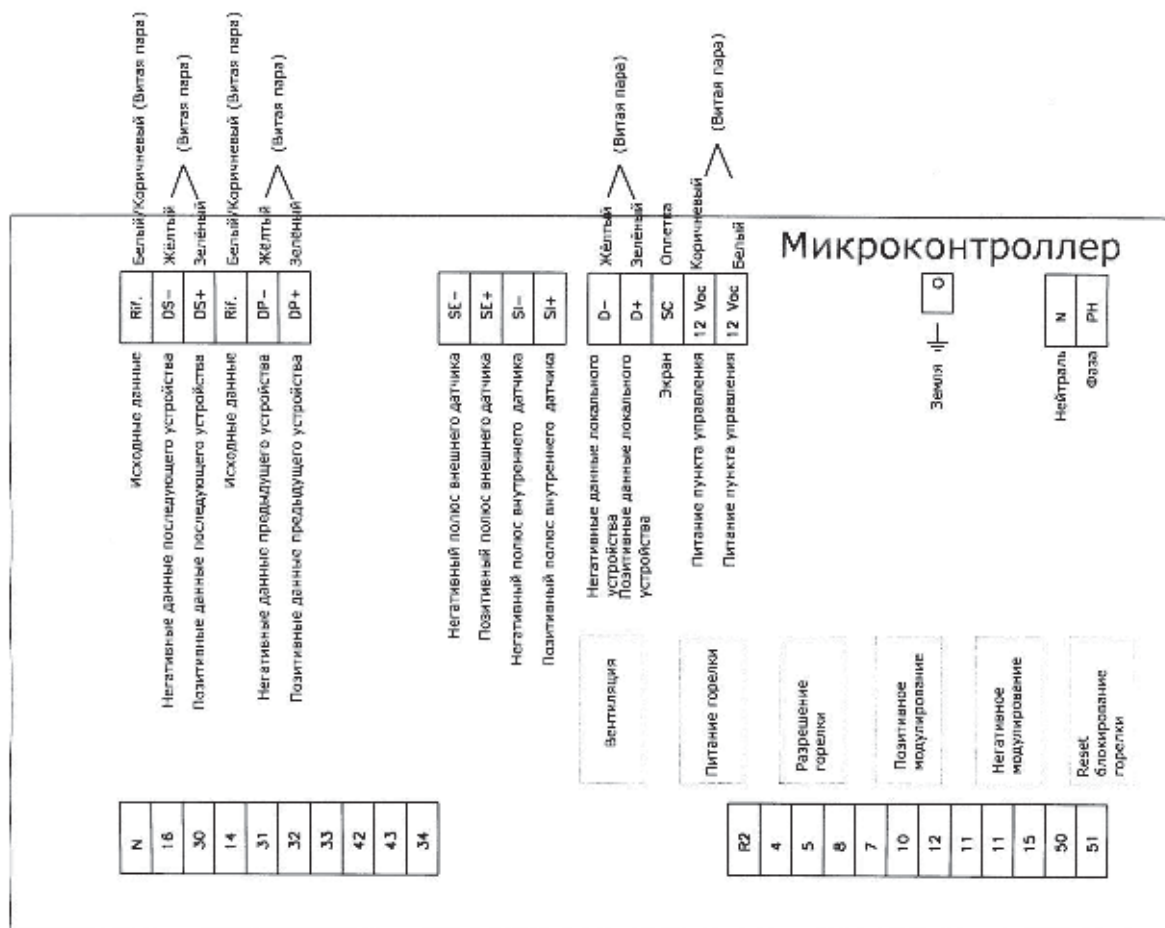 Белый/Коричневый (Витая пара)
Жёлтый
Зелёный
(Витая пара)
Белый/Коричневый (Витая пара)
Жёлтый
Зелёный
(Витая пара)
Жёлтый
Зелёный
(Витая пара)
Оплетка
Коричневый
Белый
(Витая пара)
Микроконтроллер
Rif.
DS-
DS+
Rif.
DP-
DP+
SE-
SE+
SI-
SI+
D-
D+
SC
12 Vac
12 Vac
N
PH
Исходные данные
Негативные данные последующего устройства
Позитивные данные последующего устройства
Исходные данные
Негативные данные предыдущего устройства
Позитивные данные предыдущего устройства
Негативный полюс внешнего датчика
Позитивный полюс внешнего датчика
Негативный полюс внутреннего датчика
Позитивный полюс внутреннего датчика
Негативные данные локального
устройства
Позитивные данные локального
устройства
Экран
Питание пункта управления
Питание пункта управления
Земля
Нейтраль
Фаза
Вентиляция
Питание горелки
Разрешение
горелки
Позитивное
модулирование
Негативное
модулирование
Reset
блокирование
горелки
N
16
30
14
31
32
33
42
43
34
R2
4
5
8
7
10
12
11
11
15
50
51